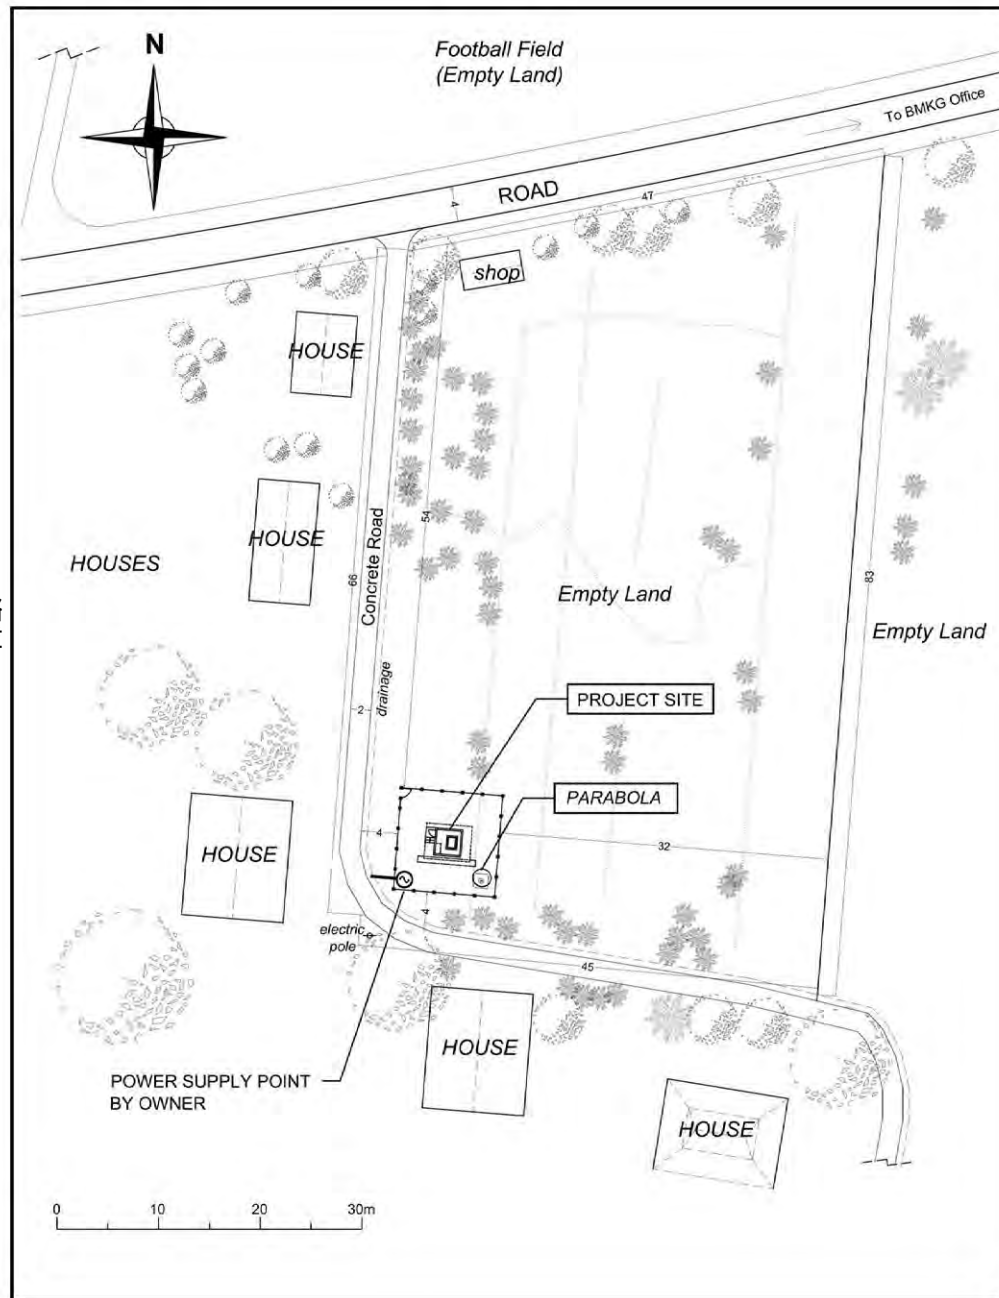 N
Football Field
(Empty Land)
To BMKG Office
ROAD
4
47
shop
HOUSE
HOUSE
54
Concrete Road
66
HOUSES
Empty Land
83
Empty Land
drainage
2
PROJECT SITE
PARABOLA
4
32
HOUSE
4
electric
pole
45
HOUSE
POWER SUPPLY POINT
BY OWNER
HOUSE
0 10 20 30m